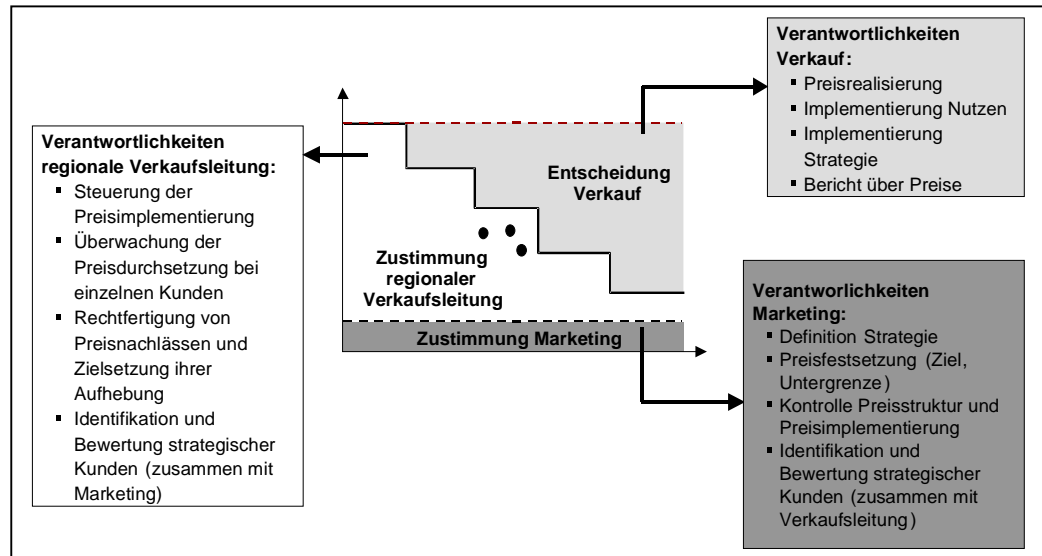 Verantwortlichkeiten
regionale Verkaufsleitung:
▪ Steuerung der
Preisimplementierung
▪ Überwachung der
Preisdurchsetzung bei
einzelnen Kunden
▪ Rechtfertigung von
Preisnachlässen und
Zielsetzung ihrer
Aufhebung
▪ Identifikation und
Bewertung strategischer
Kunden (zusammen mit
Marketing)
Entscheidung
Verkauf
Zustimmung
regionaler
Verkaufsleitung
Zustimmung Marketing
Verantwortlichkeiten
Verkauf:
▪ Preisrealisierung
▪ Implementierung Nutzen
▪ Implementierung
Strategie
▪ Bericht über Preise
Verantworlichkeiten
Marketing:
▪ Definition Strategie
▪ Preisfestsetzung (Ziel,
Untergrenze)
▪ Kontrolle Preisstruktur und
Preisimplementierung
▪ Identifikation und
Bewertung strategischer
Kunden (zusammen mit
Verkaufsleitung)